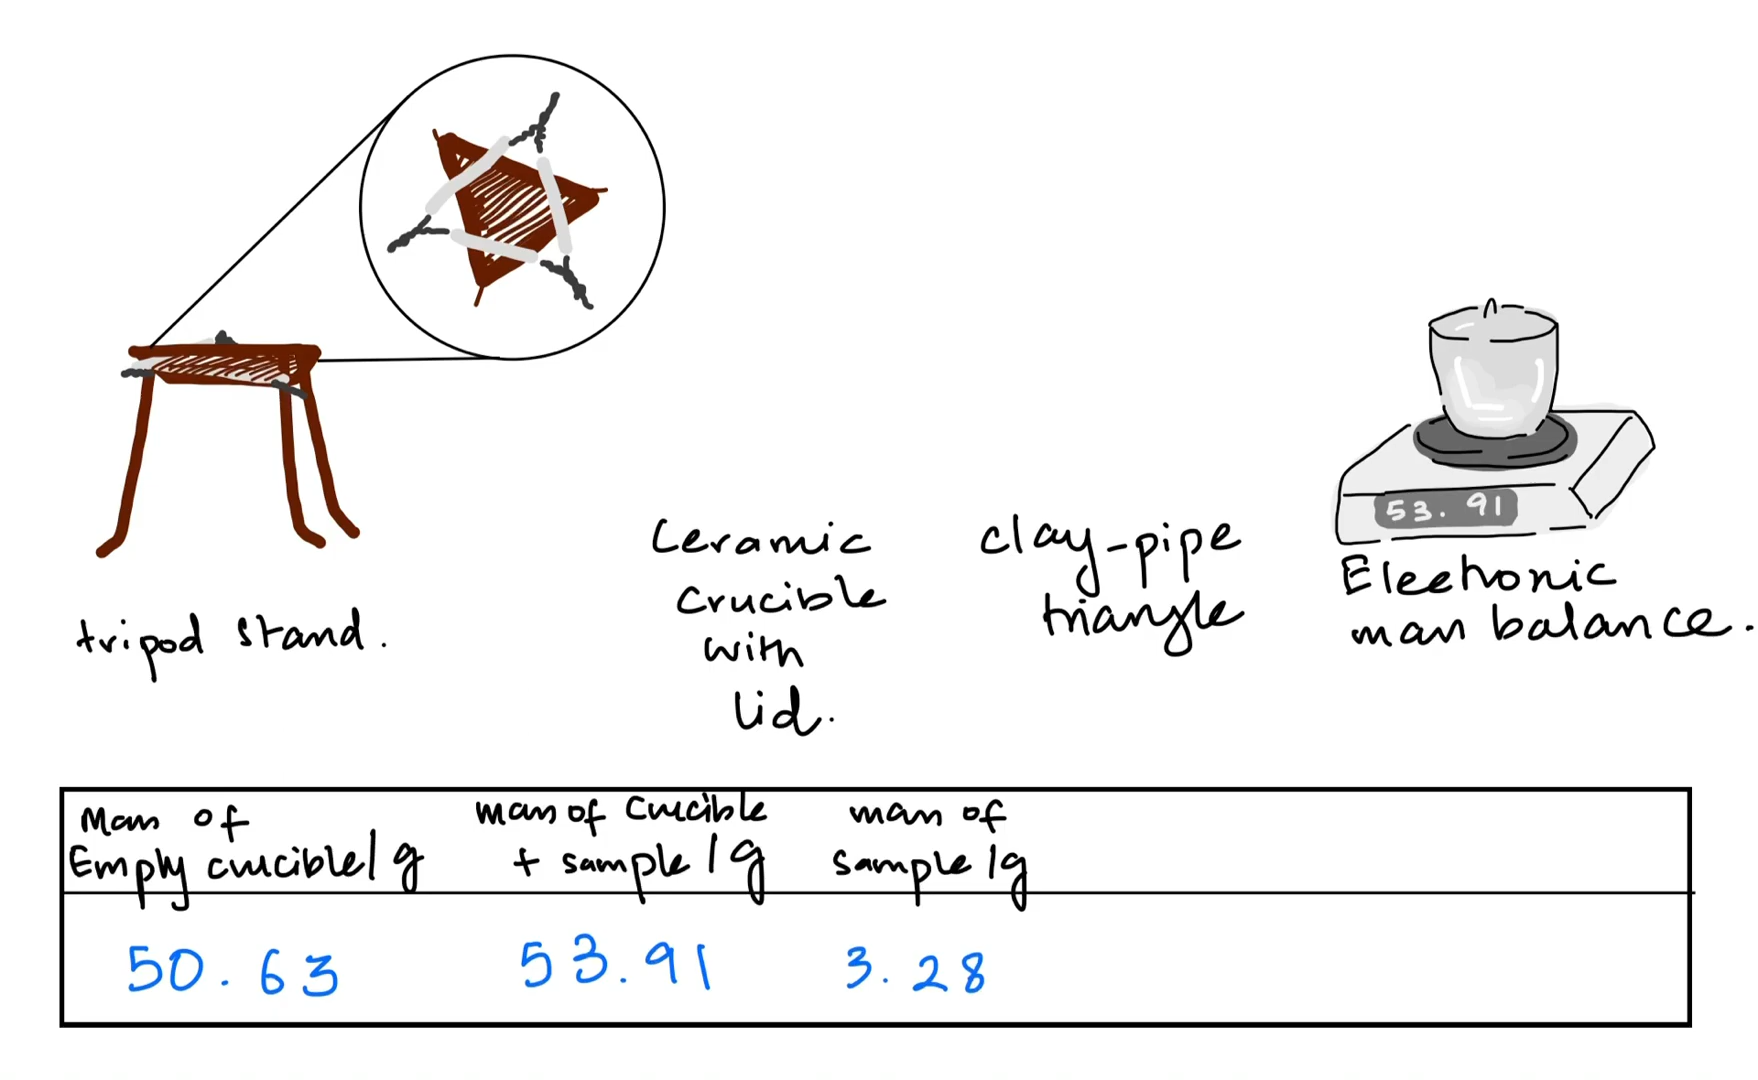 53.91
tripod stand.
Ceramic
crucible
with
lid.
clay-pipe
triangle
Electronic
mass balance.
Mass of
Empty crucible/g
mass of crucible
+ sample/g
mass of
sample/g
50.63
53.91
3.28